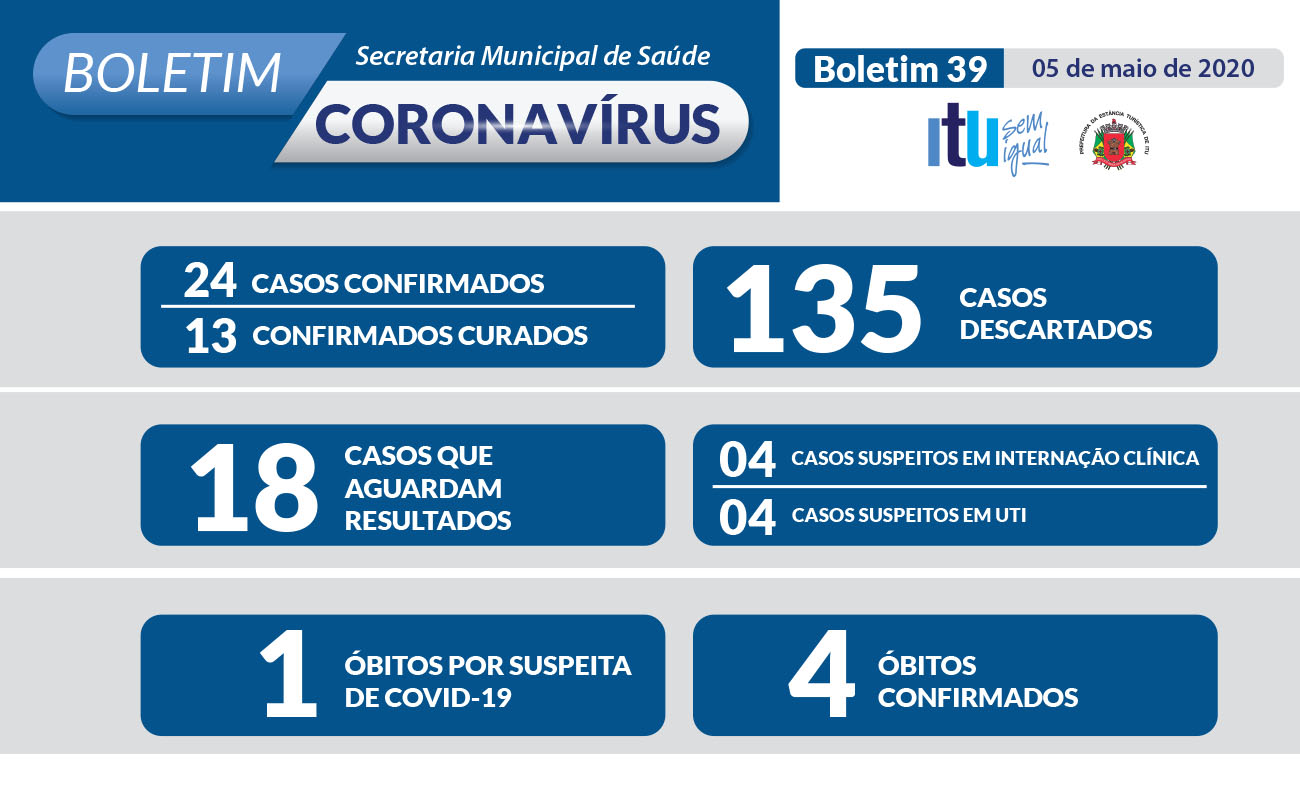 BOLETIM
Secretaria Municipal de Saúde
CORONAVÍRUS
Boletim 39
05 de maio de 2020
itu sem igual
PREFEITURA DA ESTÂNCIA TURÍSTICA DE ITU
24 CASOS CONFIRMADOS
13 CONFIRMADOS CURADOS
135 CASOS
DESCARTADOS
18 CASOS QUE
AGUARDAM
RESULTADOS
04 CASOS SUSPEITOS EM INTERNAÇÃO CLÍNICA
04 CASOS SUSPEITOS EM UTI
1 ÓBITOS POR SUSPEITA
DE COVID-19
4 ÓBITOS
CONFIRMADOS